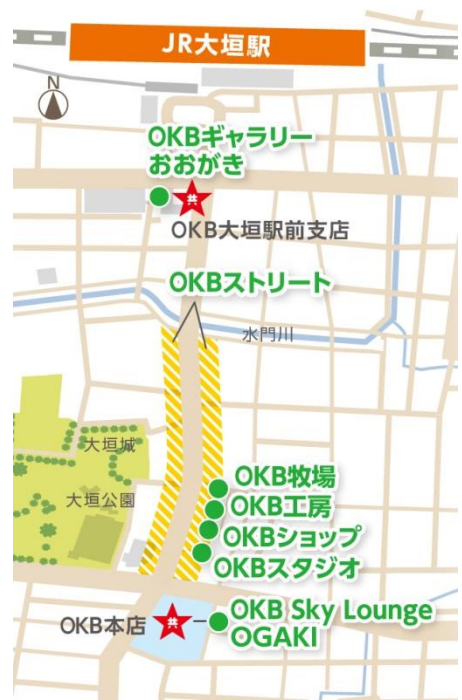 JR大垣駅
N
OKBギャラリー
おおがき
共
OKB大垣駅前支店
OKBストリート
水門川
大垣城
大垣公園
OKB牧場
OKB工房
OKBショップ
OKBスタジオ
OKB本店
共
OKB Sky Lounge
OGAKI